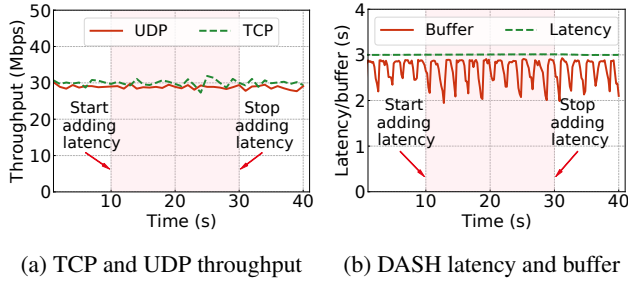 50
40
30
20
10
0
Throughput (Mbps)
UDP
TCP
Start
adding
latency
Stop
adding
latency
0
10
20
30
40
Time (s)
(a) TCP and UDP throughput
4
3
2
1
0
Latency/buffer (s)
Buffer
Latency
Start
adding
latency
Stop
adding
latency
0
10
20
30
40
Time (s)
(b) DASH latency and buffer